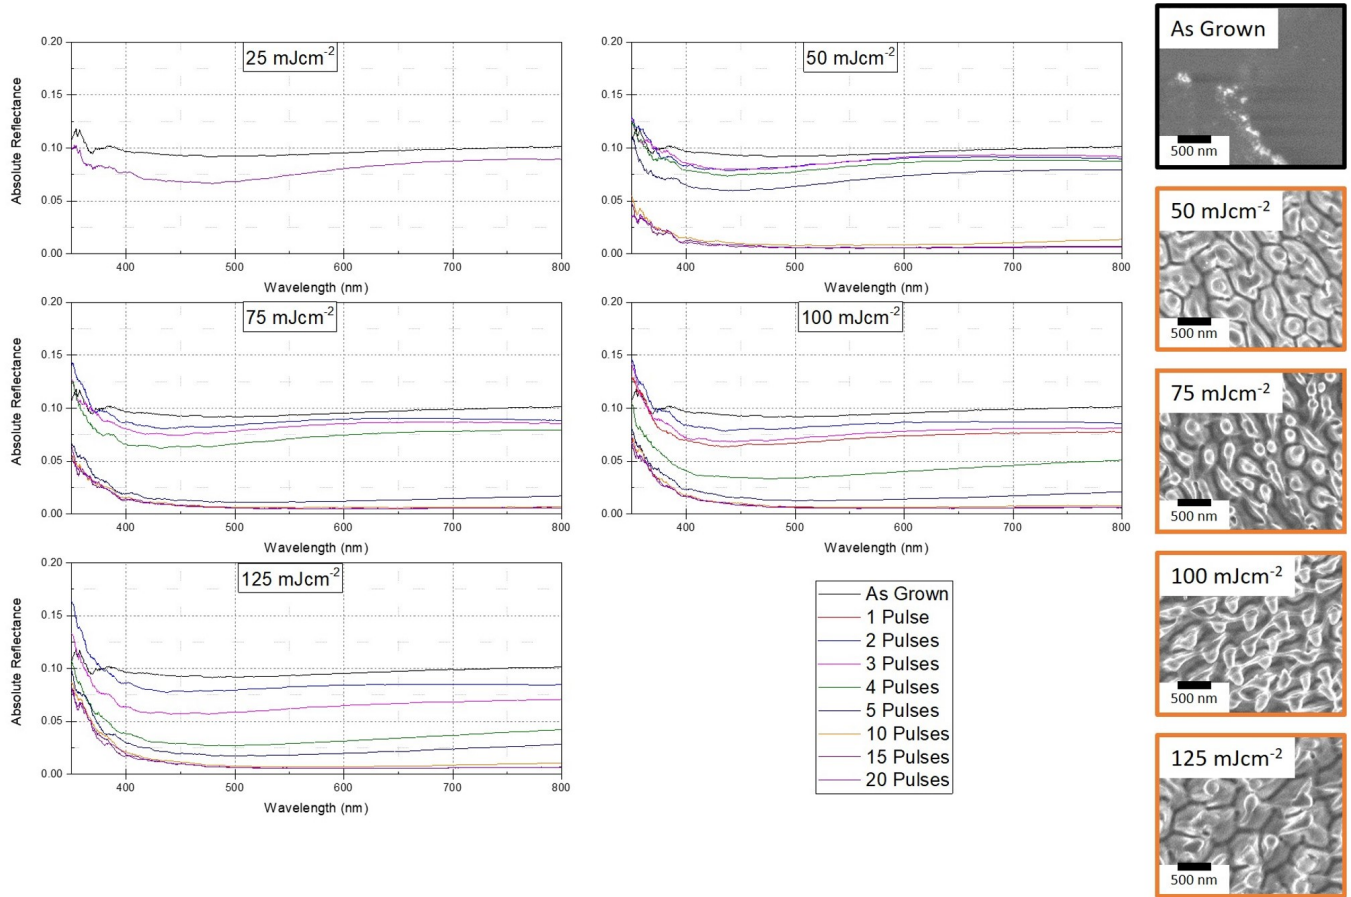 25 mJcm⁻²
0.20
0.15
0.10
0.05
0.00
Absolute Reflectance
400 500 600 700 800
Wavelength (nm)
50 mJcm⁻²
0.20
0.15
0.10
0.05
0.00
Absolute Reflectance
400 500 600 700 800
Wavelength (nm)
75 mJcm⁻²
0.20
0.15
0.10
0.05
0.00
Absolute Reflectance
400 500 600 700 800
Wavelength (nm)
100 mJcm⁻²
0.20
0.15
0.10
0.05
0.00
Absolute Reflectance
400 500 600 700 800
Wavelength (nm)
125 mJcm⁻²
0.20
0.15
0.10
0.05
0.00
Absolute Reflectance
400 500 600 700 800
Wavelength (nm)
As Grown
1 Pulse
2 Pulses
3 Pulses
4 Pulses
5 Pulses
10 Pulses
15 Pulses
20 Pulses
As Grown
500 nm
50 mJcm⁻²
500 nm
75 mJcm⁻²
500 nm
100 mJcm⁻²
500 nm
125 mJcm⁻²
500 nm